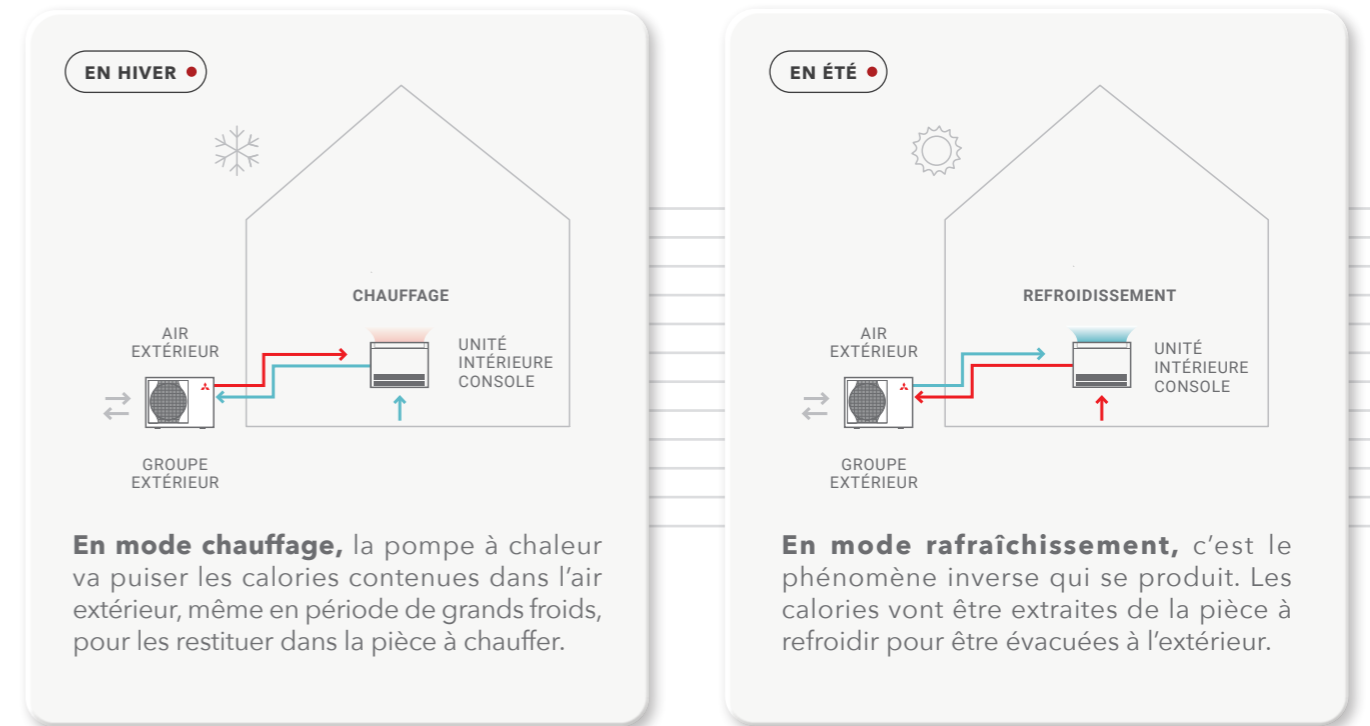 EN HIVER
CHAUFFAGE
AIR
EXTÉRIEUR
UNITÉ
INTÉRIEURE
CONSOLE
GROUPE
EXTÉRIEUR
En mode chauffage, la pompe à chaleur
va puiser les calories contenues dans l’air
extérieur, même en période de grands froids,
pour les restituer dans la pièce à chauffer.
EN ÉTÉ
REFROIDISSEMENT
AIR
EXTÉRIEUR
UNITÉ
INTÉRIEURE
CONSOLE
GROUPE
EXTÉRIEUR
En mode rafraîchissement, c’est le
phénomène inverse qui se produit. Les
calories vont être extraites de la pièce à
refroidir pour être évacuées à l’extérieur.